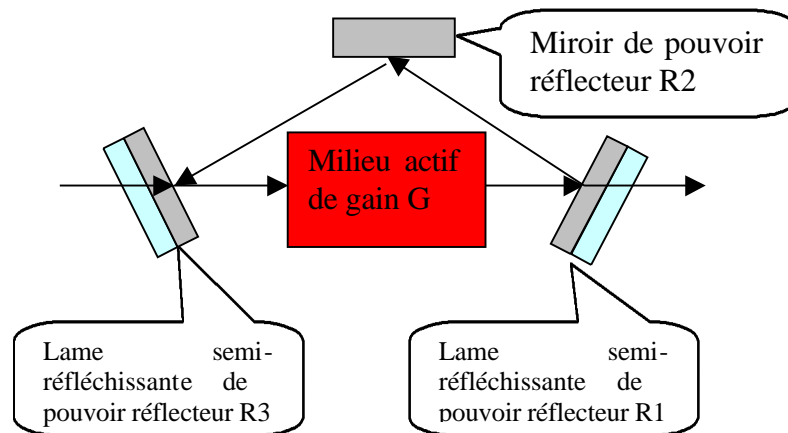 Miroir de pouvoir
réflecteur R2
Milieu actif
de gain G
Lame semi-
réfléchissante de
pouvoir réflecteur R3
Lame semi-
réfléchissante de
pouvoir réflecteur R1